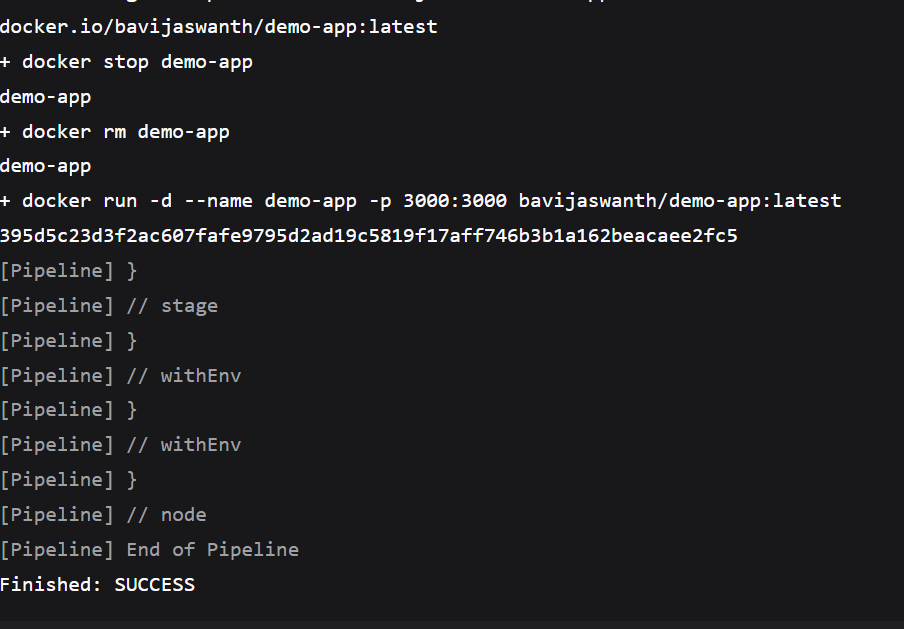 docker.io/bavijaswanth/demo-app:latest
+ docker stop demo-app
demo-app
+ docker rm demo-app
demo-app
+ docker run -d --name demo-app -p 3000:3000 bavijaswanth/demo-app:latest
395d5c23d3f2ac607fafe9795d2ad19c5819f17aff746b3b1a162beacaee2fc5
[Pipeline] }
[Pipeline] // stage
[Pipeline] }
[Pipeline] // withEnv
[Pipeline] }
[Pipeline] // withEnv
[Pipeline] }
[Pipeline] // node
[Pipeline] End of Pipeline
Finished: SUCCESS